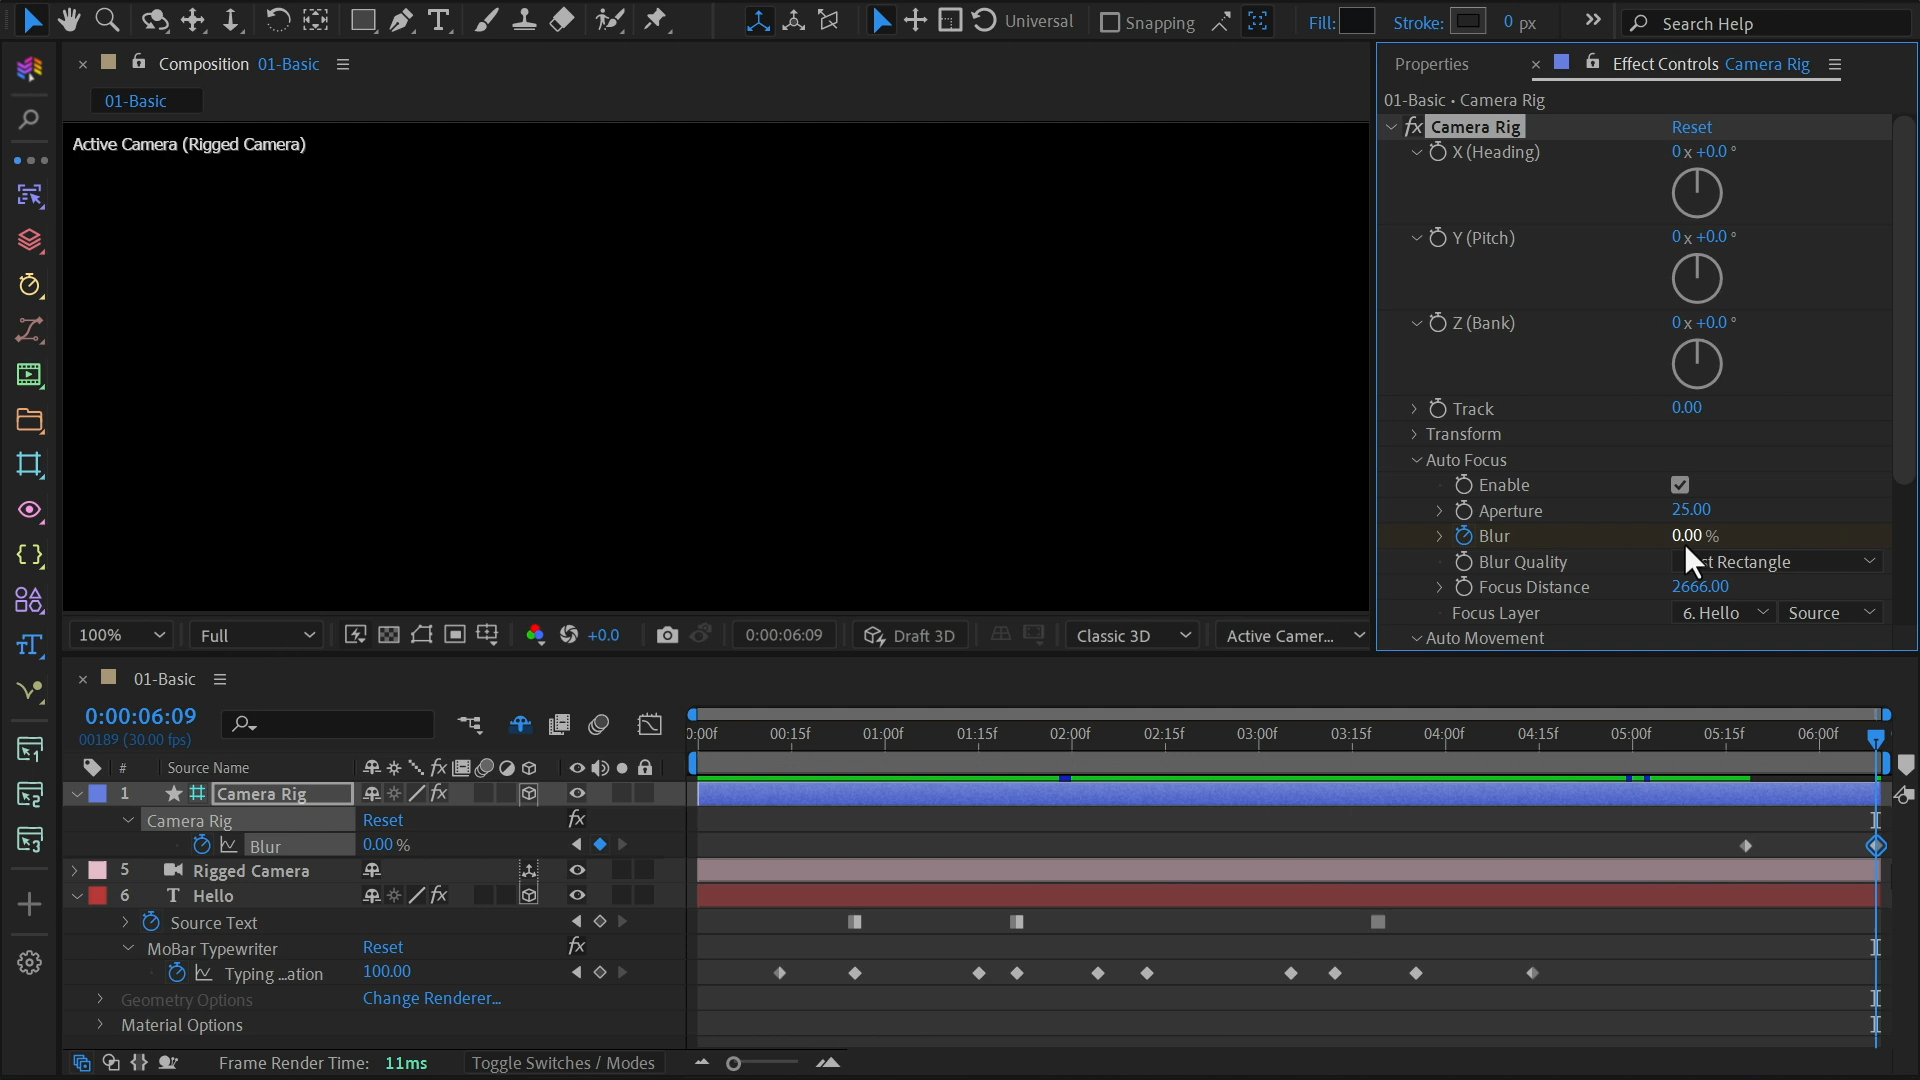 Universal
Snapping
Fill:
Stroke:
0 px
Search Help
Composition 01-Basic
01-Basic
Active Camera (Rigged Camera)
100%
Full
+0.0
0:00:06:09
Draft 3D
Classic 3D
Active Camer...
Properties
Effect Controls Camera Rig
01-Basic • Camera Rig
fx Camera Rig
Reset
X (Heading)
0 x +0.0 °
Y (Pitch)
0 x +0.0 °
Z (Bank)
0 x +0.0 °
Track
0.00
Transform
Auto Focus
Enable
Aperture
25.00
Blur
0.00 %
Blur Quality
Rectangle
Focus Distance
2666.00
Focus Layer
6. Hello
Source
Auto Movement
01-Basic
0:00:06:09
00189 (30.00 fps)
:00f
00:15f
01:00f
01:15f
02:00f
02:15f
03:00f
03:15f
04:00f
04:15f
05:00f
05:15f
06:00f
#
Source Name
fx
1
Camera Rig
fx
Camera Rig
Reset
fx
Blur
0.00 %
5
Rigged Camera
6
T
Hello
fx
Source Text
MoBar Typewriter
Reset
fx
Typing ...ation
100.00
Geometry Options
Change Renderer...
Material Options
Frame Render Time: 11ms
Toggle Switches / Modes